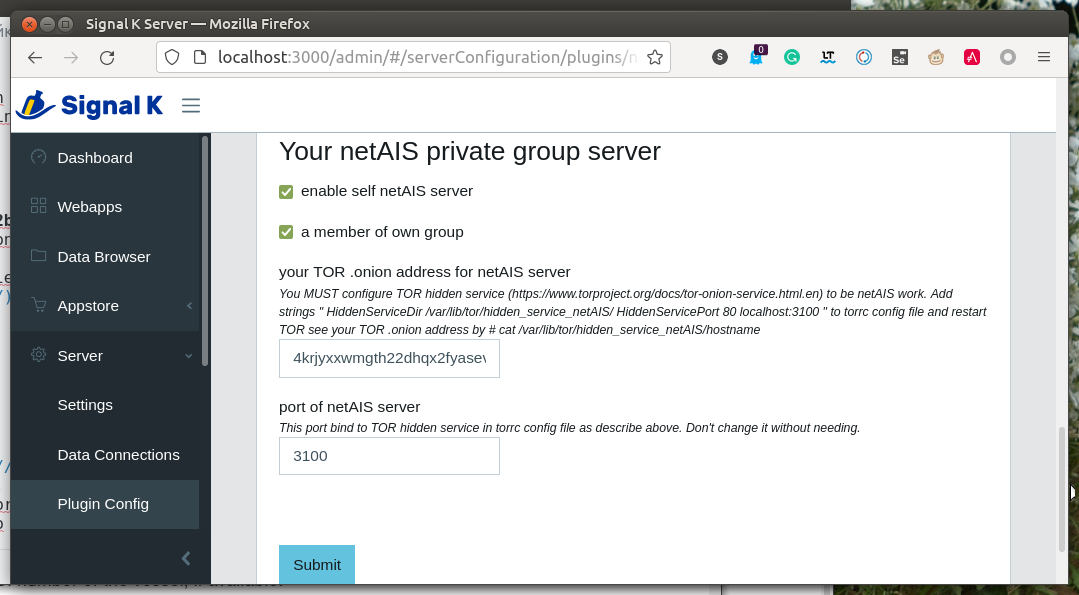 Signal K Server — Mozilla Firefox
localhost:3000/admin/#/serverConfiguration/plugins/n
S
0
LT
Se
Signal K
Dashboard
Webapps
Data Browser
Appstore
Server
Settings
Data Connections
Plugin Config
Your netAIS private group server
enable self netAIS server
a member of own group
your TOR .onion address for netAIS server
You MUST configure TOR hidden service (https://www.torproject.org/docs/tor-onion-service.html.en) to be netAIS work. Add
strings " HiddenServiceDir /var/lib/tor/hidden_service_netAIS/ HiddenServicePort 80 localhost:3100 " to torrc config file and restart
TOR see your TOR .onion address by # cat /var/lib/tor/hidden_service_netAIS/hostname
4krjyxxwmgth22dhqx2fyasev
port of netAIS server
This port bind to TOR hidden service in torrc config file as describe above. Don't change it without needing.
3100
Submit